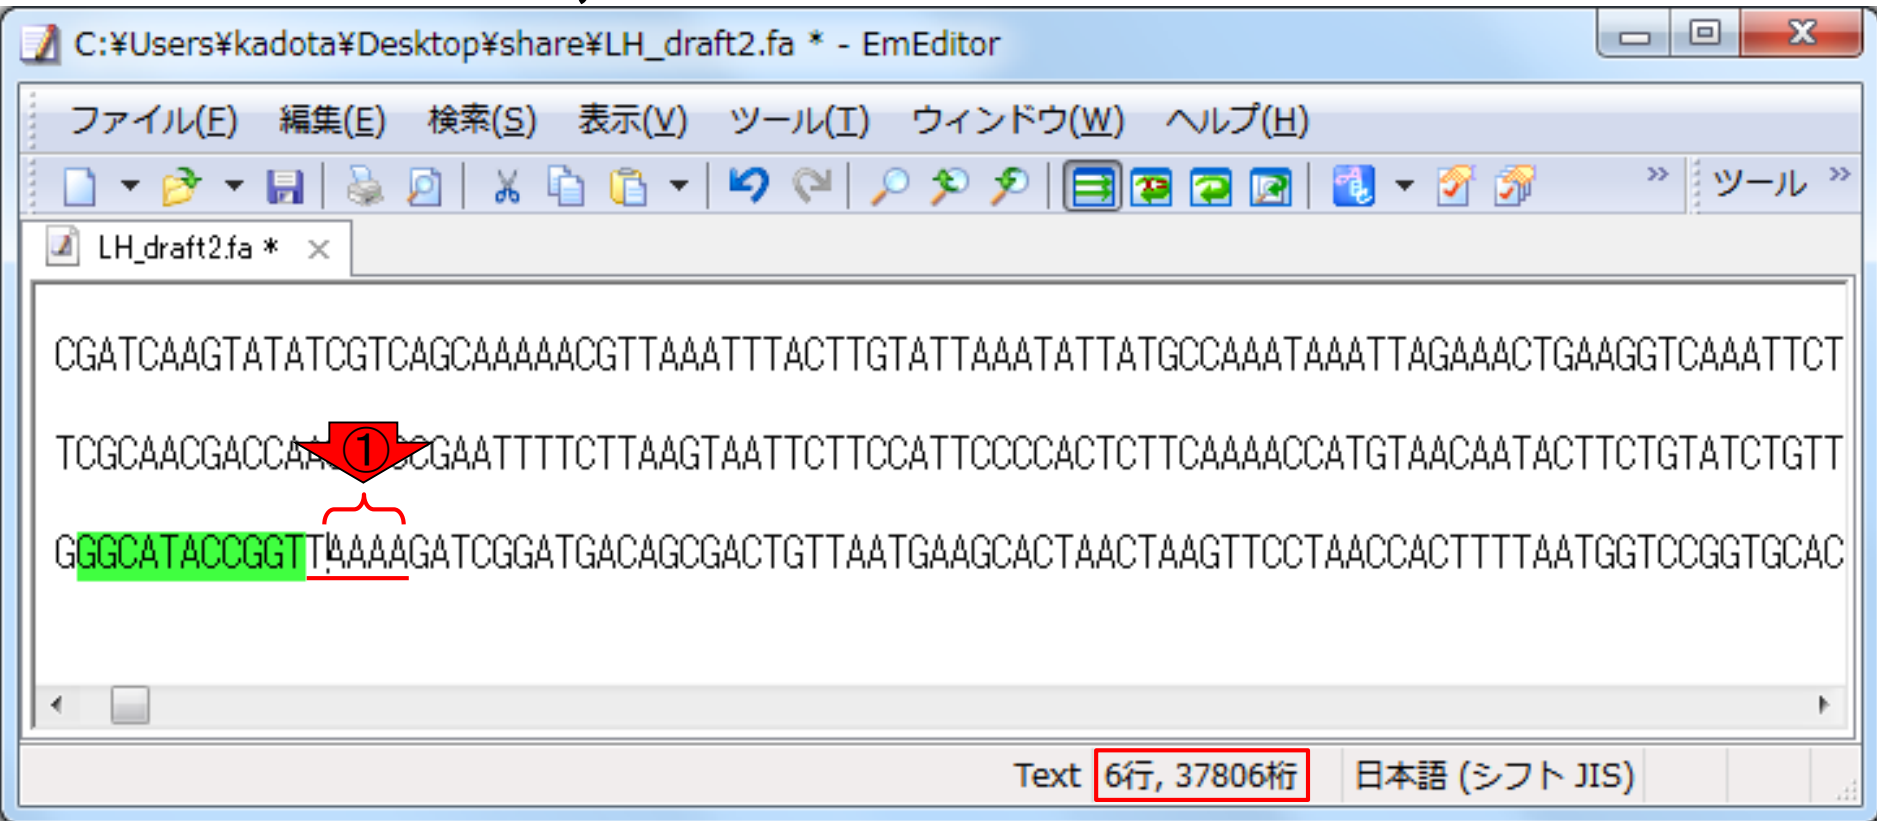 C:¥Users¥kadota¥Desktop¥share¥LH_draft2.fa * - EmEditor
ファイル(F) 編集(E) 検索(S) 表示(V) ツール(T) ウィンドウ(W) ヘルプ(H)
ツール
LH_draft2.fa *
CGATCAAGTATATCGTCAGCAAAAACGTTAAATTTACTTGTATTAAATATTATGCCAAATAAATTAGAAACTGAAGGTCAAATTCT
①
TCGCAACGACCAA CGAATTTTCTTAAGTAATTCTTCCATTCCCCACTCTTCAAAACCATGTAACAATACTTCTGTATCTGTT
GGGCATACCGGTTAAAAGATCGGATGACAGCGACTGTTAATGAAGCACTAACTAAGTTCCTAACCACTTTTAATGGTCCGGTGCAC
Text 6行, 37806桁 日本語 (シフト JIS)